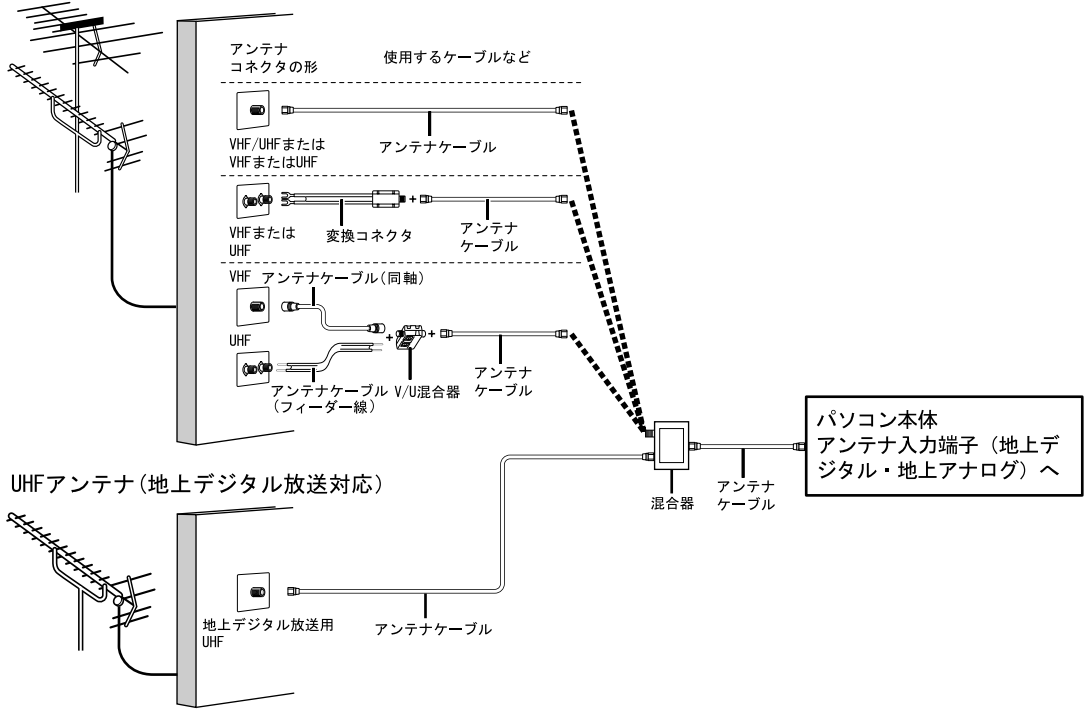 アンテナ
コネクタの形
使用するケーブルなど
VHF/UHFまたは
VHFまたはUHF
アンテナケーブル
VHFまたは
UHF
変換コネクタ
+
アンテナ
ケーブル
VHF
アンテナケーブル(同軸)
UHF
+
+
アンテナケーブル
(フィーダー線)
V/U混合器
アンテナ
ケーブル
混合器
アンテナ
ケーブル
パソコン本体
アンテナ入力端子（地上デ
ジタル・地上アナログ）へ
UHFアンテナ(地上デジタル放送対応)
地上デジタル放送用
UHF
アンテナケーブル